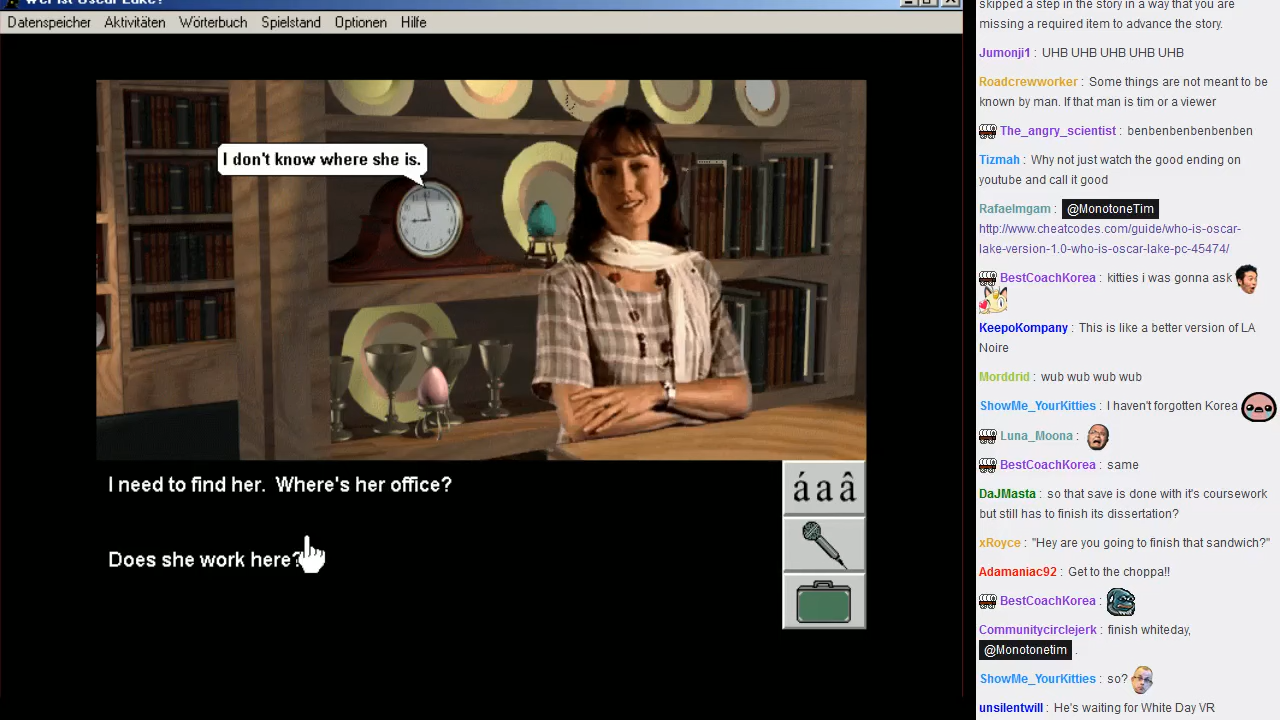 Wer ist Oscar Lake?
Datenspeicher Aktivitäten Wörterbuch Spielstand Optionen Hilfe
I don't know where she is.
I need to find her. Where's her office?
Does she work here?
á a â
skipped a step in the story in a way that you are
missing a required item to advance the story.
Jumonji1 : UHB UHB UHB UHB UHB
Roadcrewworker : Some things are not meant to be
known by man. If that man is tim or a viewer
The_angry_scientist : benbenbenbenben
Tizmah : Why not just watch the good ending on
youtube and call it good
Rafaelmgam : @MonotoneTim
http://www.cheatcodes.com/guide/who-is-oscar-
lake-version-1.0-who-is-oscar-lake-pc-45474/
BestCoachKorea : kitties i was gonna ask
KeepoKompany : This is like a better version of LA
Noire
Morddrid : wub wub wub wub
ShowMe_YourKitties : I haven't forgotten Korea
Luna_Moona :
BestCoachKorea : same
DaJMasta : so that save is done with it's coursework
but still has to finish its dissertation?
xRoyce : "Hey are you going to finish that sandwich?"
Adamaniac92 : Get to the choppa!!
BestCoachKorea :
Communitycirclejerk : finish whiteday,
@Monotonetim .
ShowMe_YourKitties : so?
unsilentwill : He's waiting for White Day VR